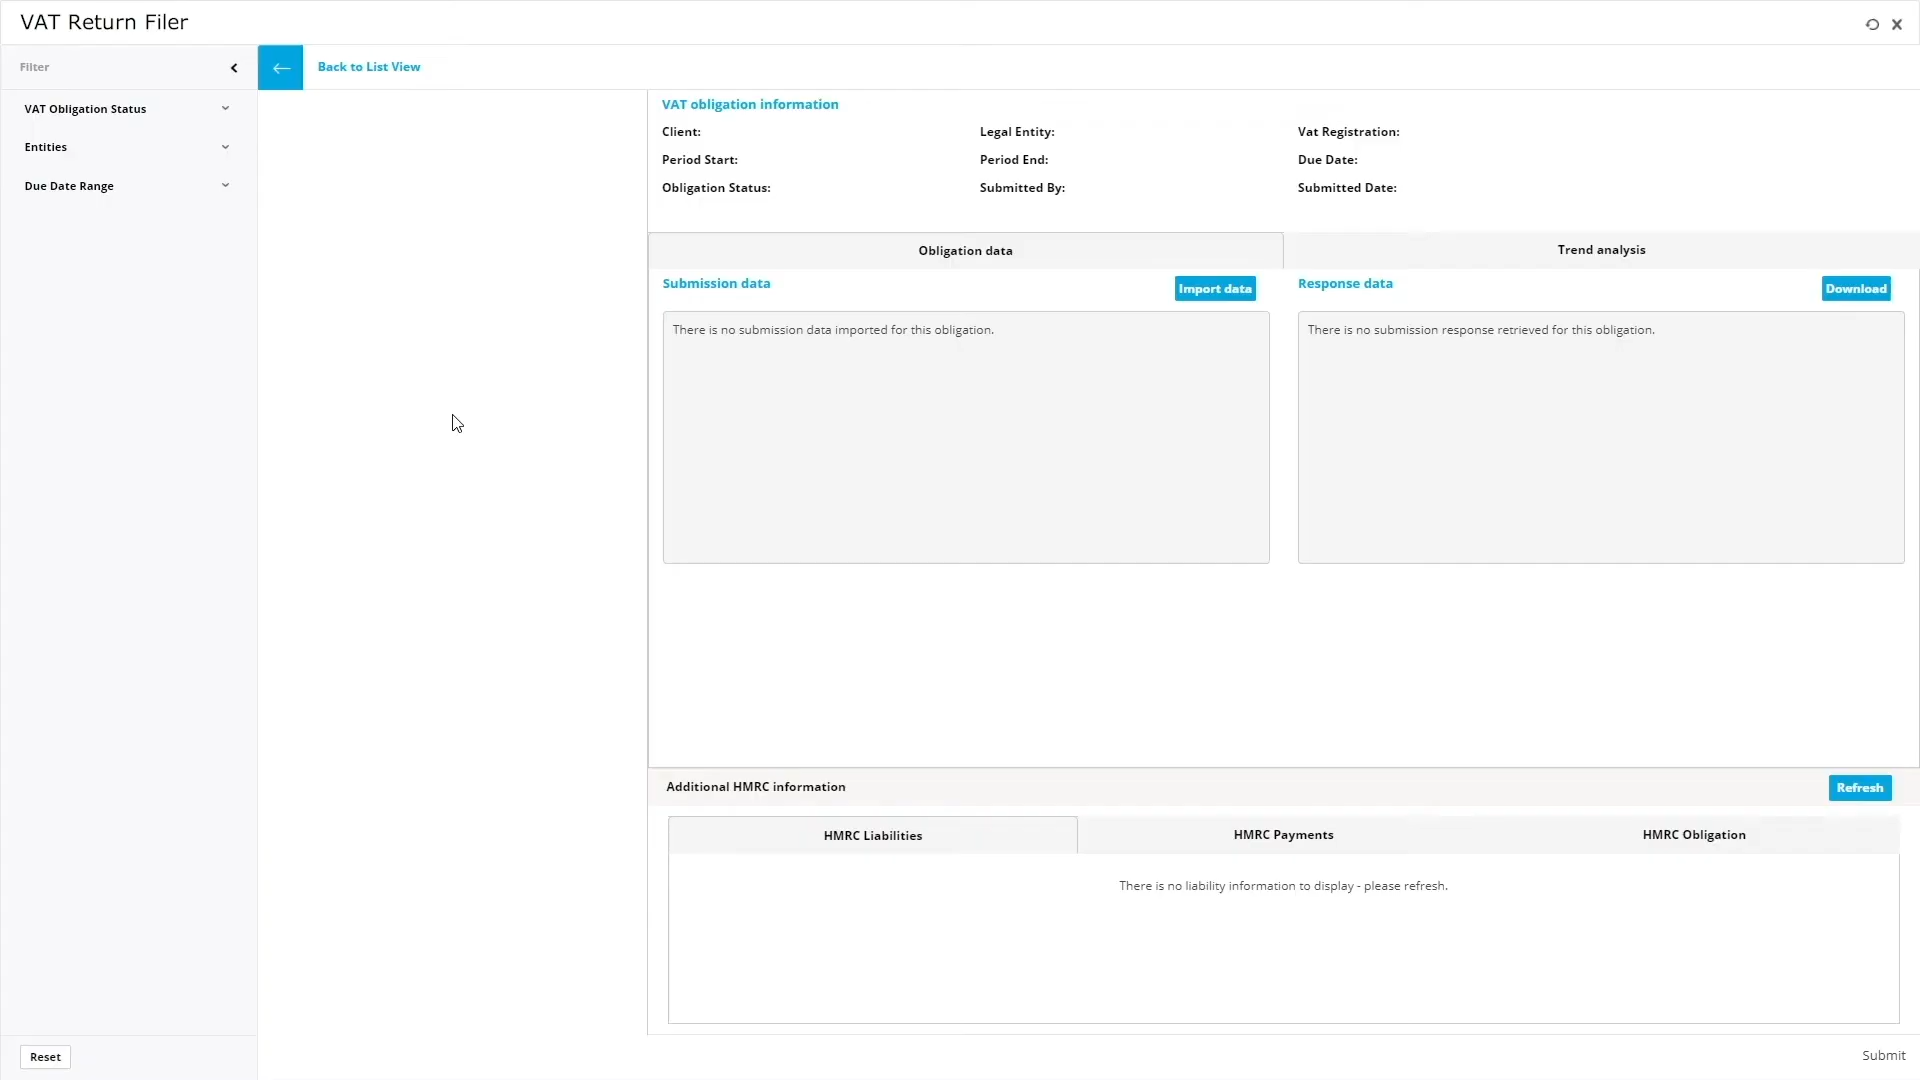 VAT Return Filer
Filter
Back to List View
VAT Obligation Status
Entities
Due Date Range
VAT obligation information
Client:
Legal Entity:
Vat Registration:
Period Start:
Period End:
Due Date:
Obligation Status:
Submitted By:
Submitted Date:
Obligation data
Trend analysis
Submission data
Import data
Response data
Download
There is no submission data imported for this obligation.
There is no submission response retrieved for this obligation.
Additional HMRC information
Refresh
HMRC Liabilities
HMRC Payments
HMRC Obligation
There is no liability information to display - please refresh.
Reset
Submit